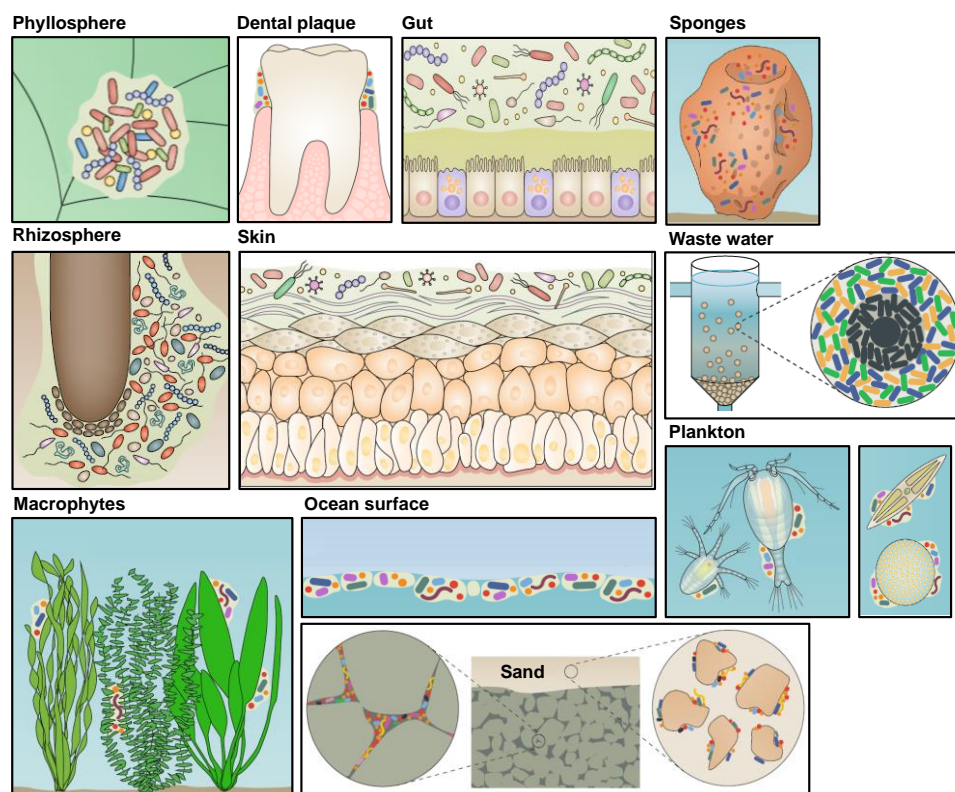 Phyllosphere
Dental plaque
Gut
Sponges
Rhizosphere
Skin
Waste water
Plankton
Macrophytes
Ocean surface
Sand